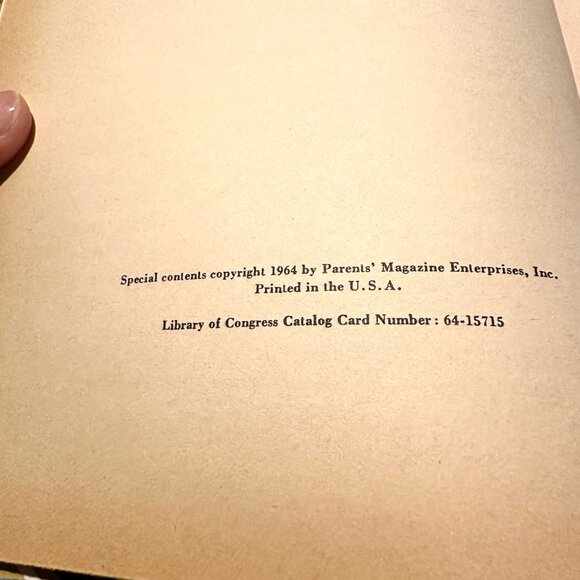 Special contents copyright 1964 by Parents' Magazine Enterprises, Inc.
Printed in the U. S. A.
Library of Congress Catalog Card Number: 64-15715